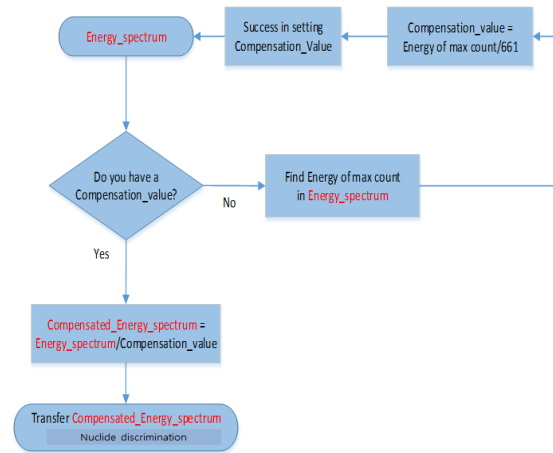 Energy_spectrum
Success in setting
Compensation_Value
Compensation_value =
Energy of max count/661
Do you have a
Compensation_value?
No
Find Energy of max count
in Energy_spectrum
Yes
Compensated_Energy_spectrum =
Energy_spectrum/Compensation_value
Transfer Compensated_Energy_spectrum
Nuclide discrimination